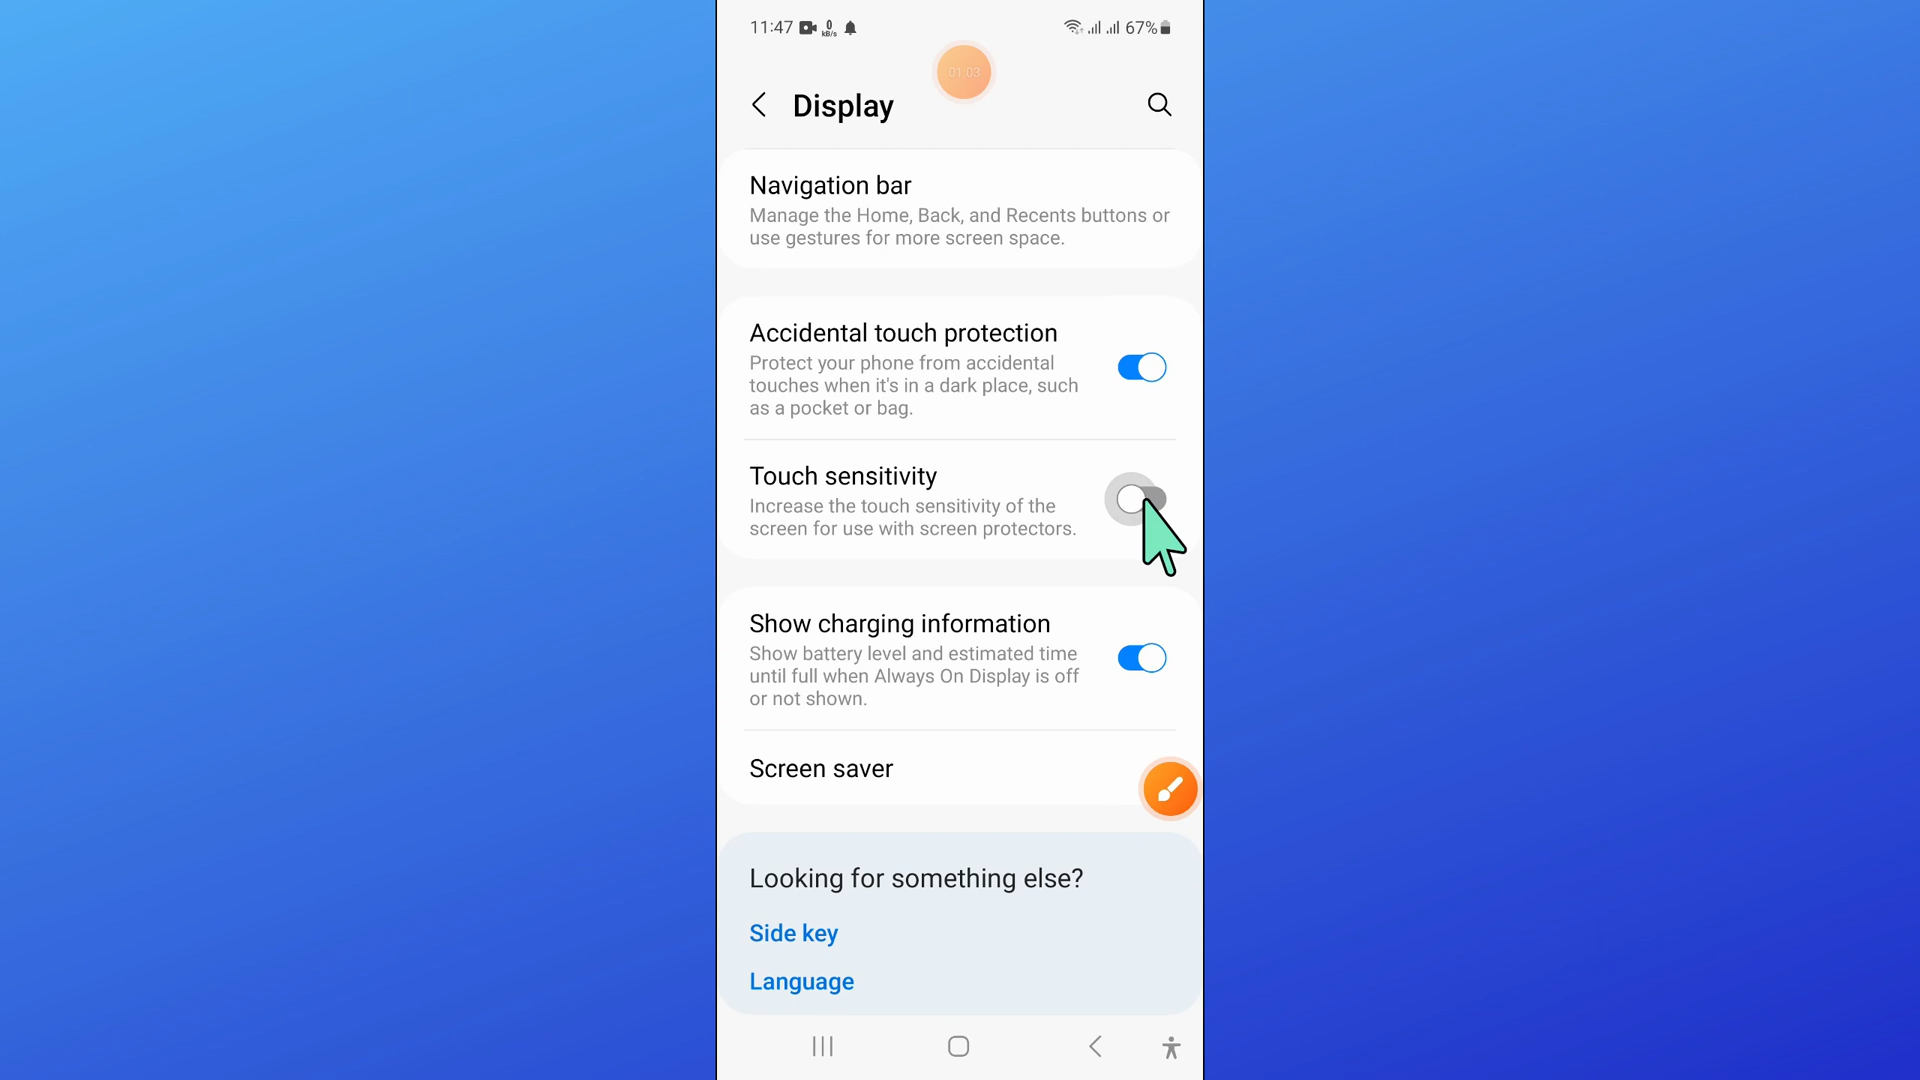 11:47 0 kB/s 67%
01:03
Display
Navigation bar
Manage the Home, Back, and Recents buttons or
use gestures for more screen space.
Accidental touch protection
Protect your phone from accidental
touches when it's in a dark place, such
as a pocket or bag.
Touch sensitivity
Increase the touch sensitivity of the
screen for use with screen protectors.
Show charging information
Show battery level and estimated time
until full when Always On Display is off
or not shown.
Screen saver
Looking for something else?
Side key
Language